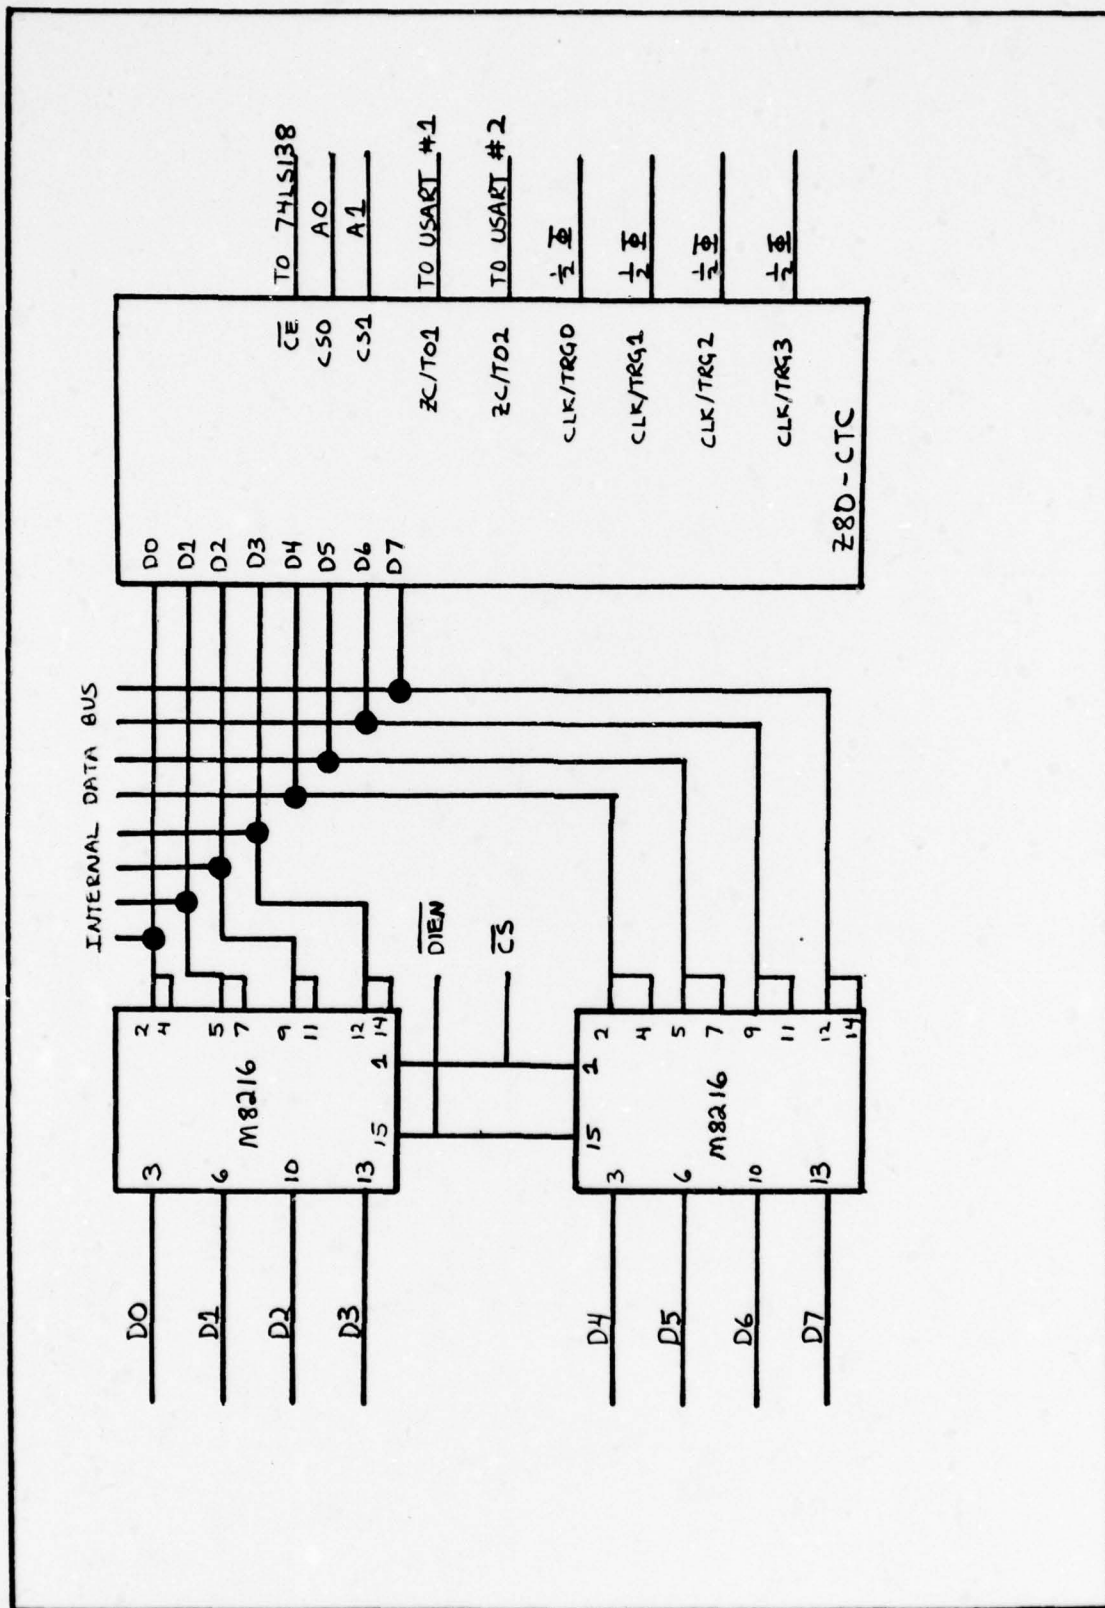 D0
D1
D2
D3
D4
D5
D6
D7
3
6
10
13
M8216
15
1
2
4
5
7
9
11
12
14
3
6
10
13
M8216
15
1
2
4
5
7
9
11
12
14
DIEN
CS
INTERNAL DATA BUS
D0
D1
D2
D3
D4
D5
D6
D7
Z80-CTC
CE
CS0
CS1
ZC/TO1
ZC/TO2
CLK/TRG0
CLK/TRG1
CLK/TRG2
CLK/TRG3
TO 74LS138
A0
A1
TO USART #1
TO USART #2
½ Φ
½ Φ
½ Φ
½ Φ